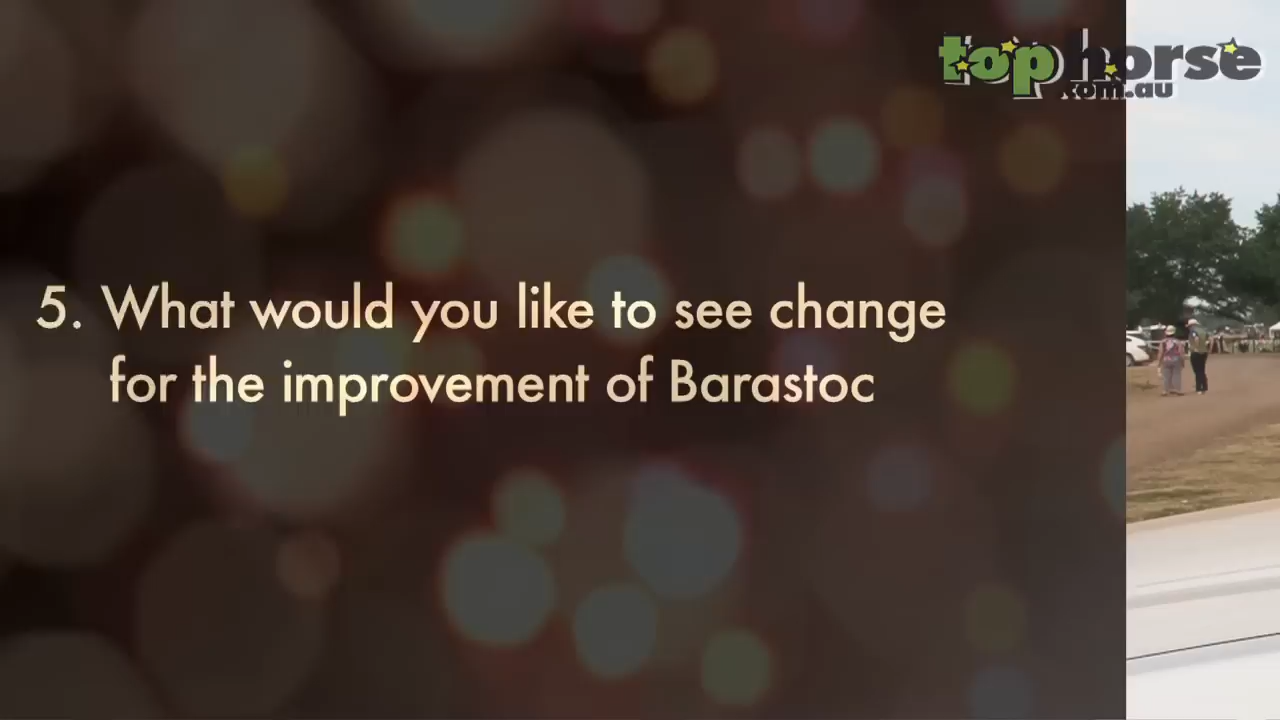 tophorse
.com.au
5. What would you like to see change
for the improvement of Barastoc